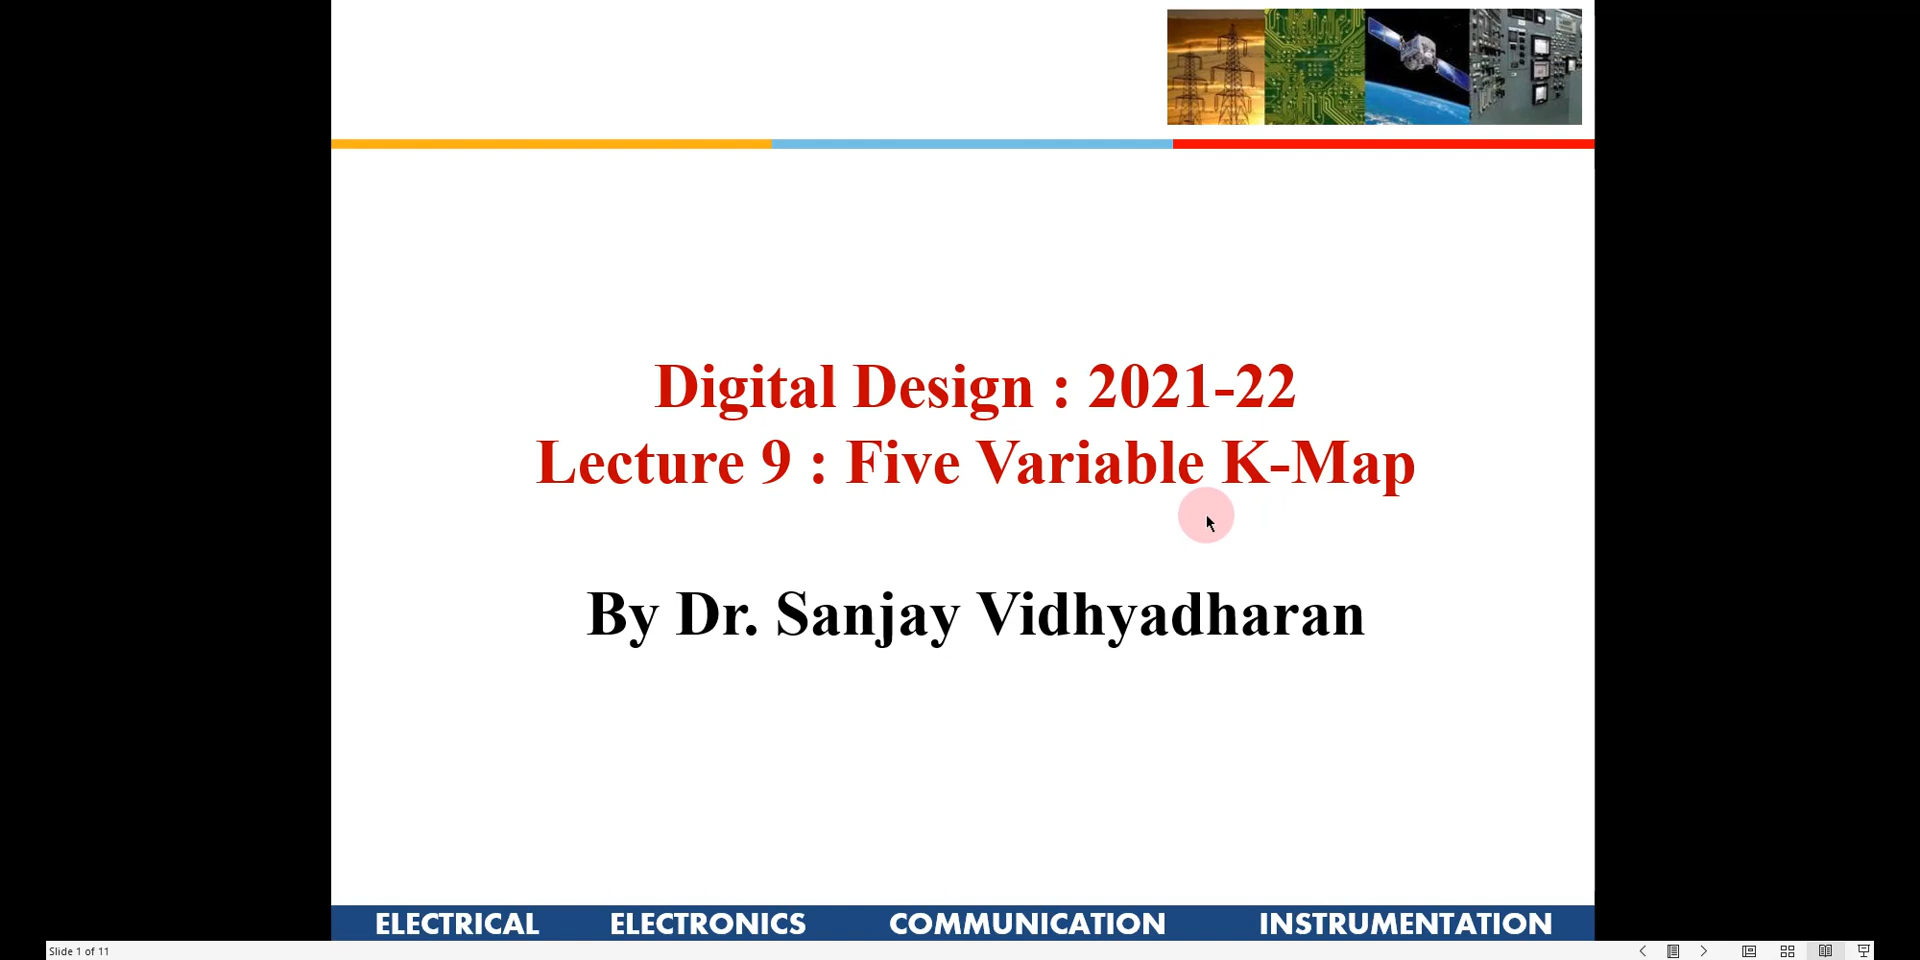 Digital Design : 2021-22
Lecture 9 : Five Variable K-Map
By Dr. Sanjay Vidhyadharan
ELECTRICAL ELECTRONICS COMMUNICATION INSTRUMENTATION
Slide 1 of 11